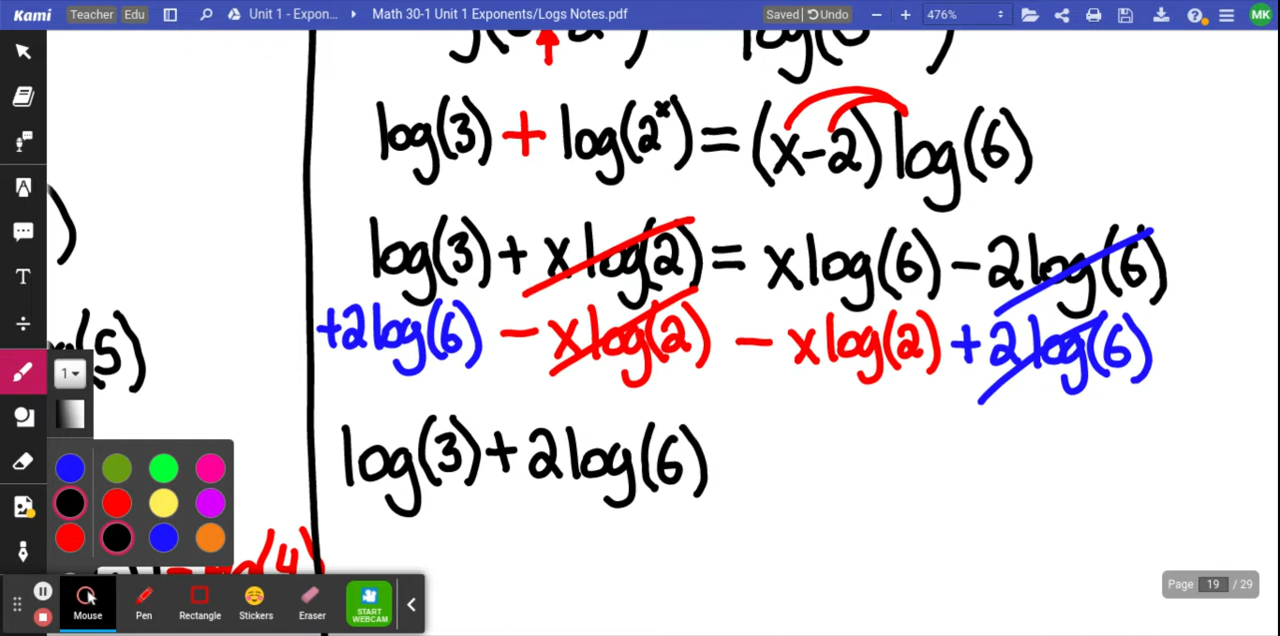 Kami Teacher Edu Unit 1 - Expon... Math 30-1 Unit 1 Exponents/Logs Notes.pdf Saved Undo − + 476% MK
log(3) + log(2ˣ) = (x-2) log(6)
log(3) + x log(2) = x log(6) - 2 log(6)
+2 log(6) - x log(2) - x log(2) + 2 log(6)
(5)
1
log(3) + 2 log(6)
(4)
Page 19 / 29
Mouse Pen Rectangle Stickers Eraser START WEBCAM